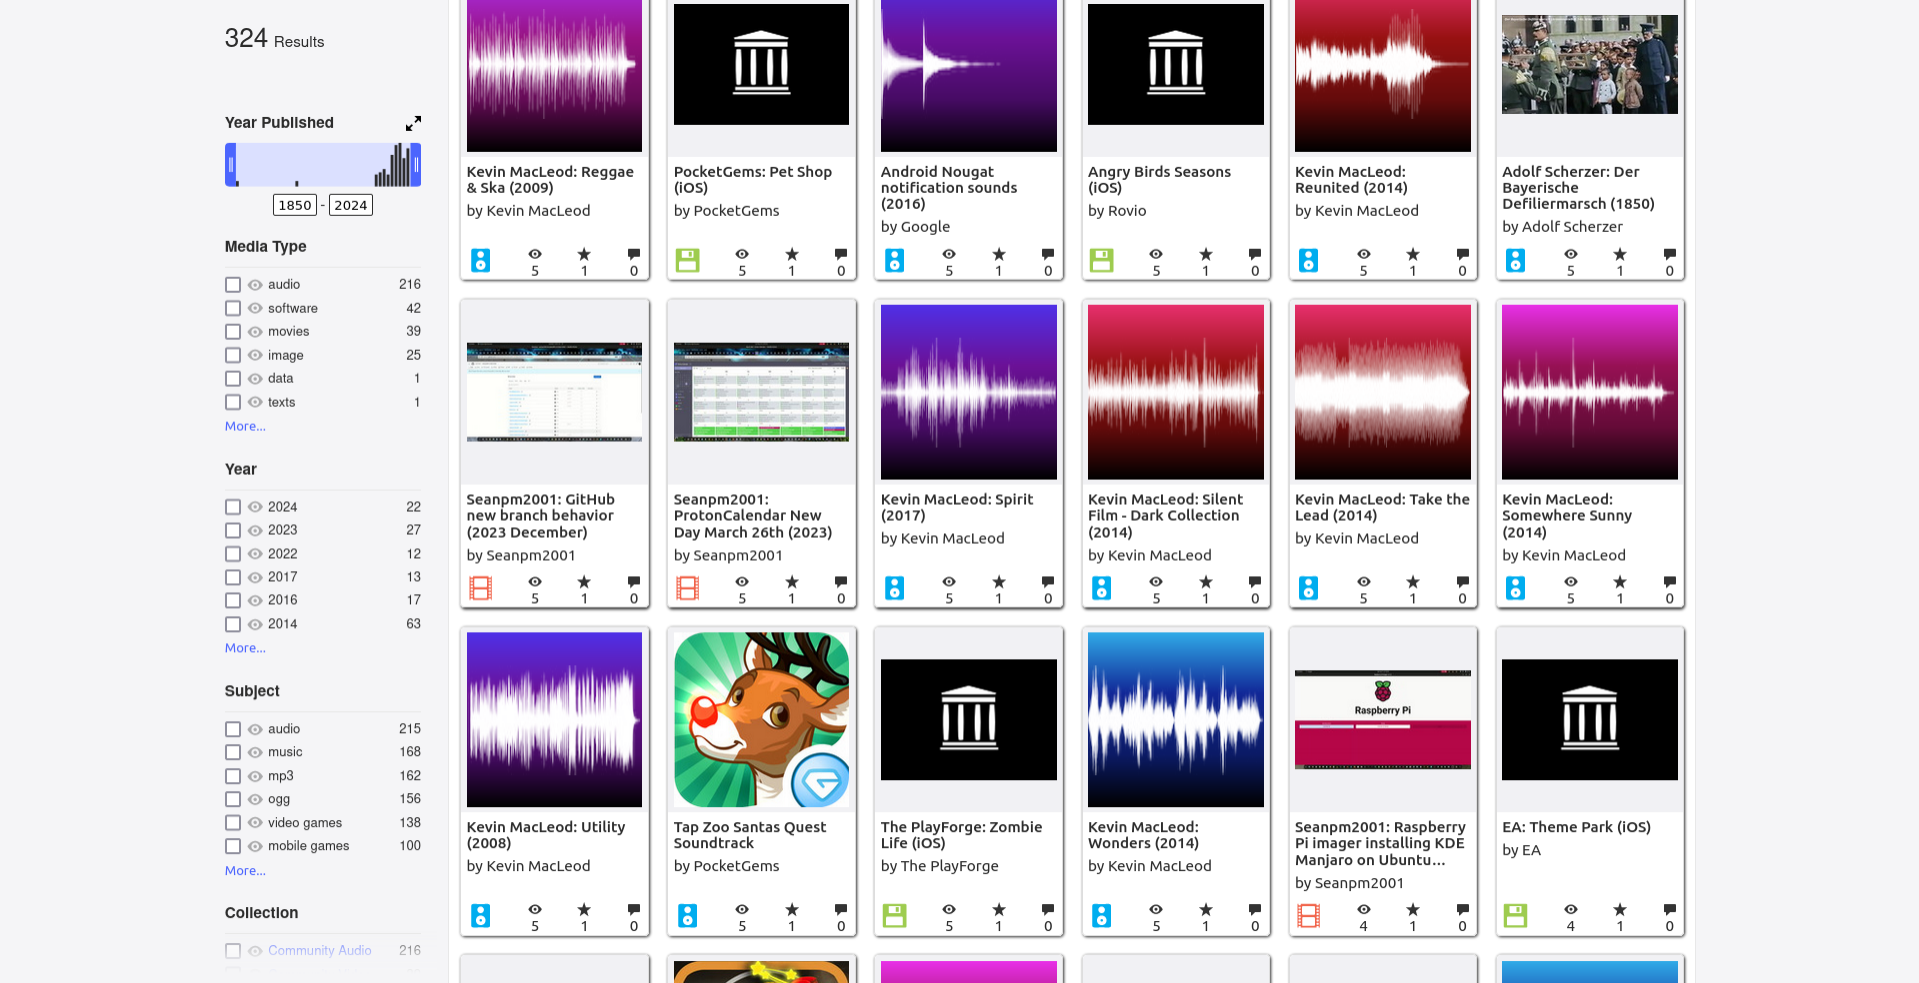 324 Results
Year Published
1850 - 2024
Media Type
audio 216
software 42
movies 39
image 25
data 1
texts 1
More...
Year
2024 22
2023 27
2022 12
2017 13
2016 17
2014 63
More...
Subject
audio 215
music 168
mp3 162
ogg 156
video games 138
mobile games 100
More...
Collection
Community Audio 216
Kevin MacLeod: Reggae
& Ska (2009)
by Kevin MacLeod
5 1 0
PocketGems: Pet Shop
(iOS)
by PocketGems
5 1 0
Android Nougat
notification sounds
(2016)
by Google
5 1 0
Angry Birds Seasons
(iOS)
by Rovio
5 1 0
Kevin MacLeod:
Reunited (2014)
by Kevin MacLeod
5 1 0
Adolf Scherzer: Der
Bayerische
Defiliermarsch (1850)
by Adolf Scherzer
5 1 0
Seanpm2001: GitHub
new branch behavior
(2023 December)
by Seanpm2001
5 1 0
Seanpm2001:
ProtonCalendar New
Day March 26th (2023)
by Seanpm2001
5 1 0
Kevin MacLeod: Spirit
(2017)
by Kevin MacLeod
5 1 0
Kevin MacLeod: Silent
Film - Dark Collection
(2014)
by Kevin MacLeod
5 1 0
Kevin MacLeod: Take the
Lead (2014)
by Kevin MacLeod
5 1 0
Kevin MacLeod:
Somewhere Sunny
(2014)
by Kevin MacLeod
5 1 0
Kevin MacLeod: Utility
(2008)
by Kevin MacLeod
5 1 0
Tap Zoo Santas Quest
Soundtrack
by PocketGems
5 1 0
The PlayForge: Zombie
Life (iOS)
by The PlayForge
5 1 0
Kevin MacLeod:
Wonders (2014)
by Kevin MacLeod
5 1 0
Raspberry Pi
Seanpm2001: Raspberry
Pi imager installing KDE
Manjaro on Ubuntu...
by Seanpm2001
4 1 0
EA: Theme Park (iOS)
by EA
4 1 0